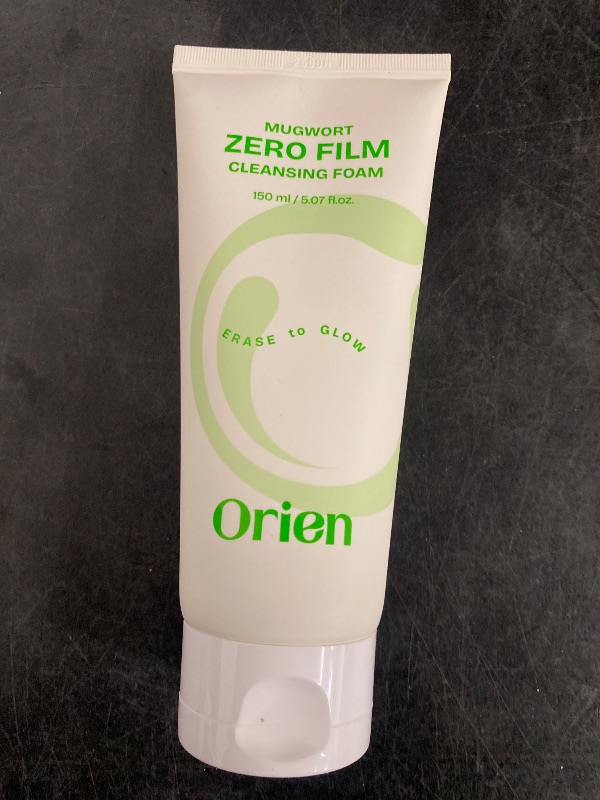 MUGWORT
ZERO FILM
CLEANSING FOAM
150 ml / 5.07 fl.oz.
ERASE to GLOW
Orien